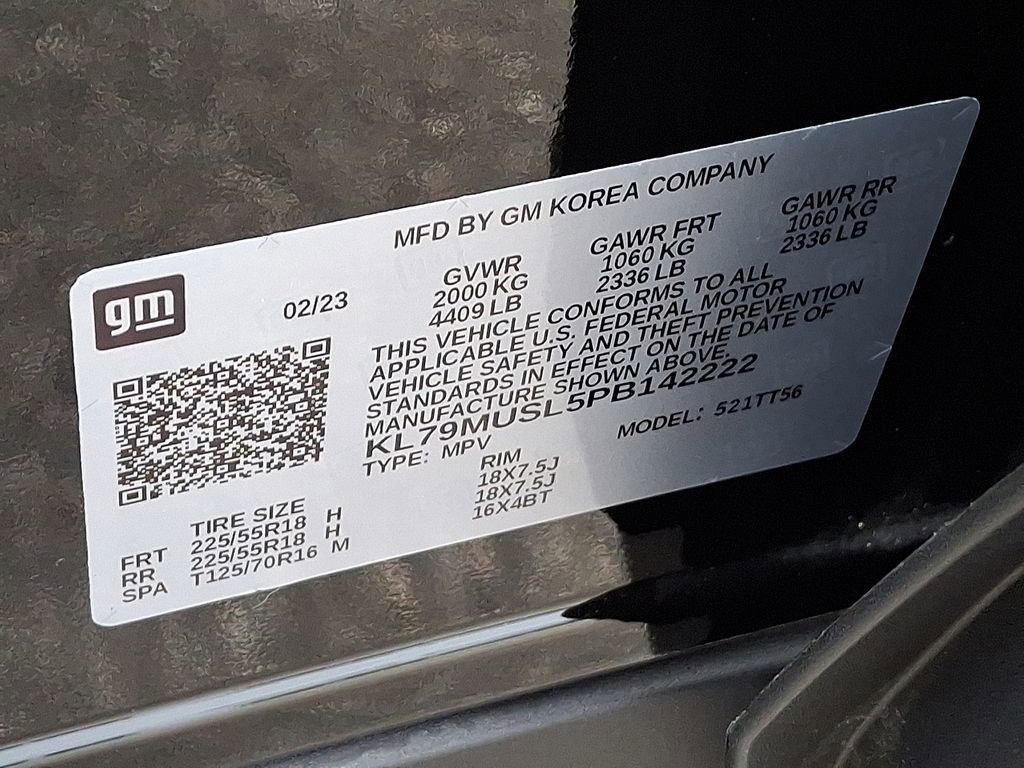 MFD BY GM KOREA COMPANY
gm
02/23
GVWR GAWR FRT GAWR RR
2000 KG 1060 KG 1060 KG
4409 LB 2336 LB 2336 LB
THIS VEHICLE CONFORMS TO ALL
APPLICABLE U.S. FEDERAL MOTOR
VEHICLE SAFETY AND THEFT PREVENTION
STANDARDS IN EFFECT ON THE DATE OF
MANUFACTURE SHOWN ABOVE.
KL79MUSL5PB142222
TYPE: MPV MODEL: 521TT56
TIRE SIZE RIM
FRT 225/55R18 H 18X7.5J
RR 225/55R18 H 18X7.5J
SPA T125/70R16 M 16X4BT